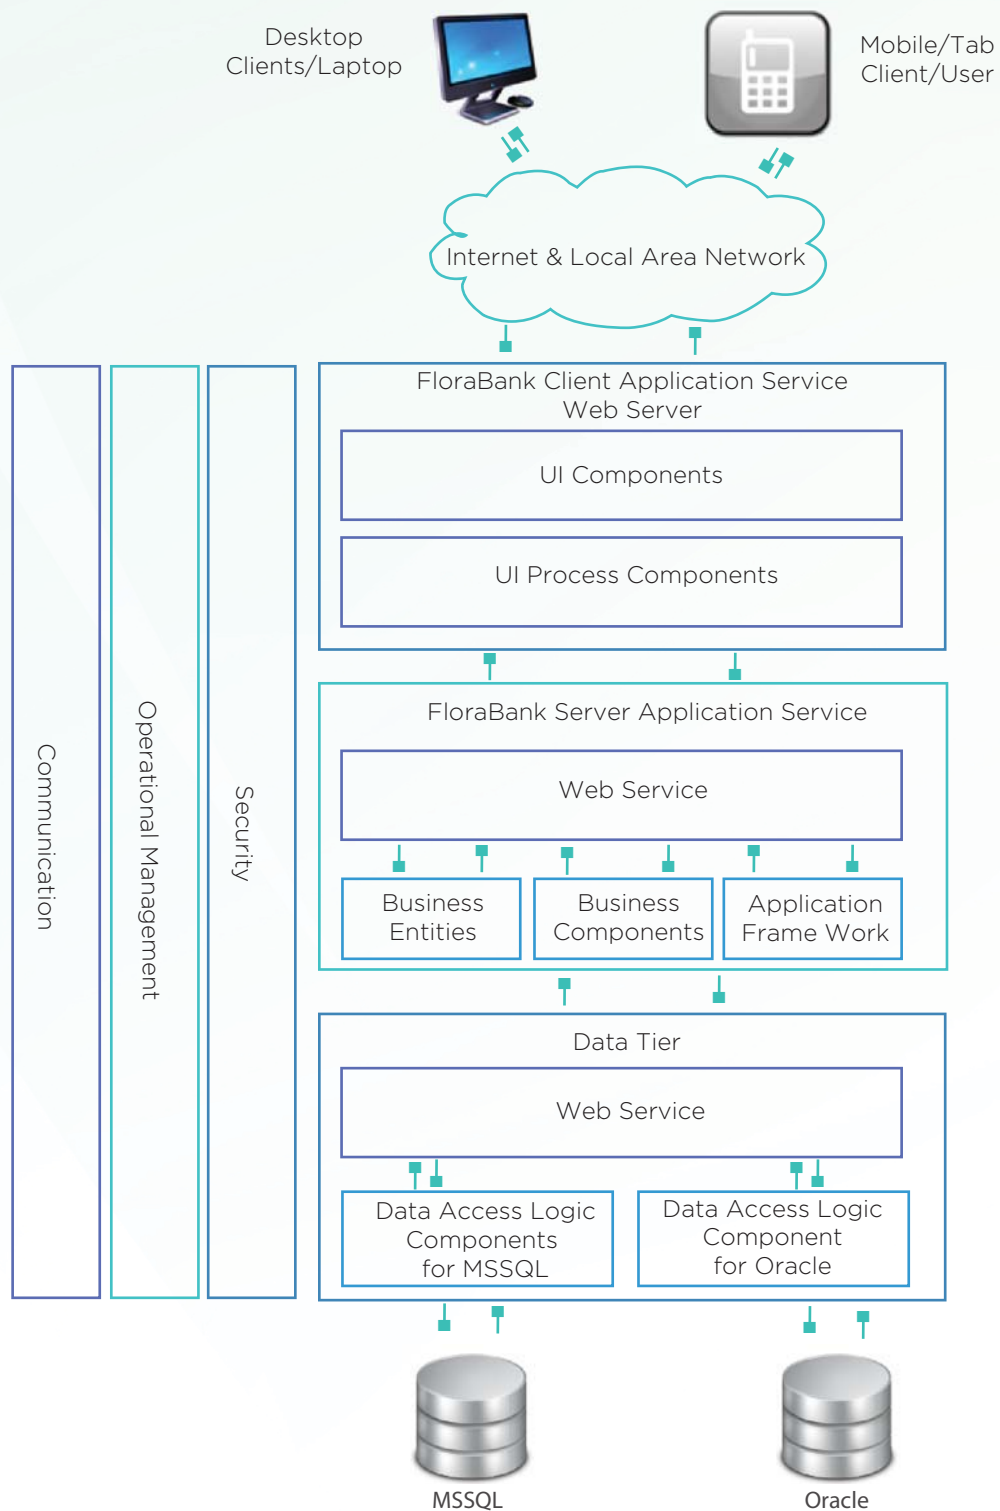 Desktop
Clients/Laptop
Mobile/Tab
Client/User
Internet & Local Area Network
Communication
Operational Management
Security
FloraBank Client Application Service
Web Server
UI Components
UI Process Components
FloraBank Server Application Service
Web Service
Business
Entities
Business
Components
Application
Frame Work
Data Tier
Web Service
Data Access Logic
Components
for MSSQL
Data Access Logic
Component
for Oracle
MSSQL
Oracle